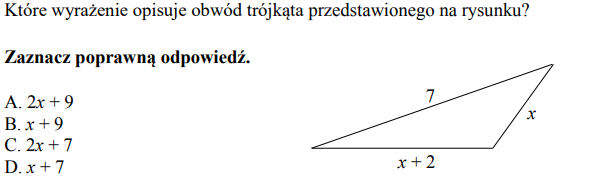 Które wyrażenie opisuje obwód trójkąta przedstawionego na rysunku?
Zaznacz poprawną odpowiedź.
A. 2x + 9
B. x + 9
C. 2x + 7
D. x + 7
7
x
x + 2